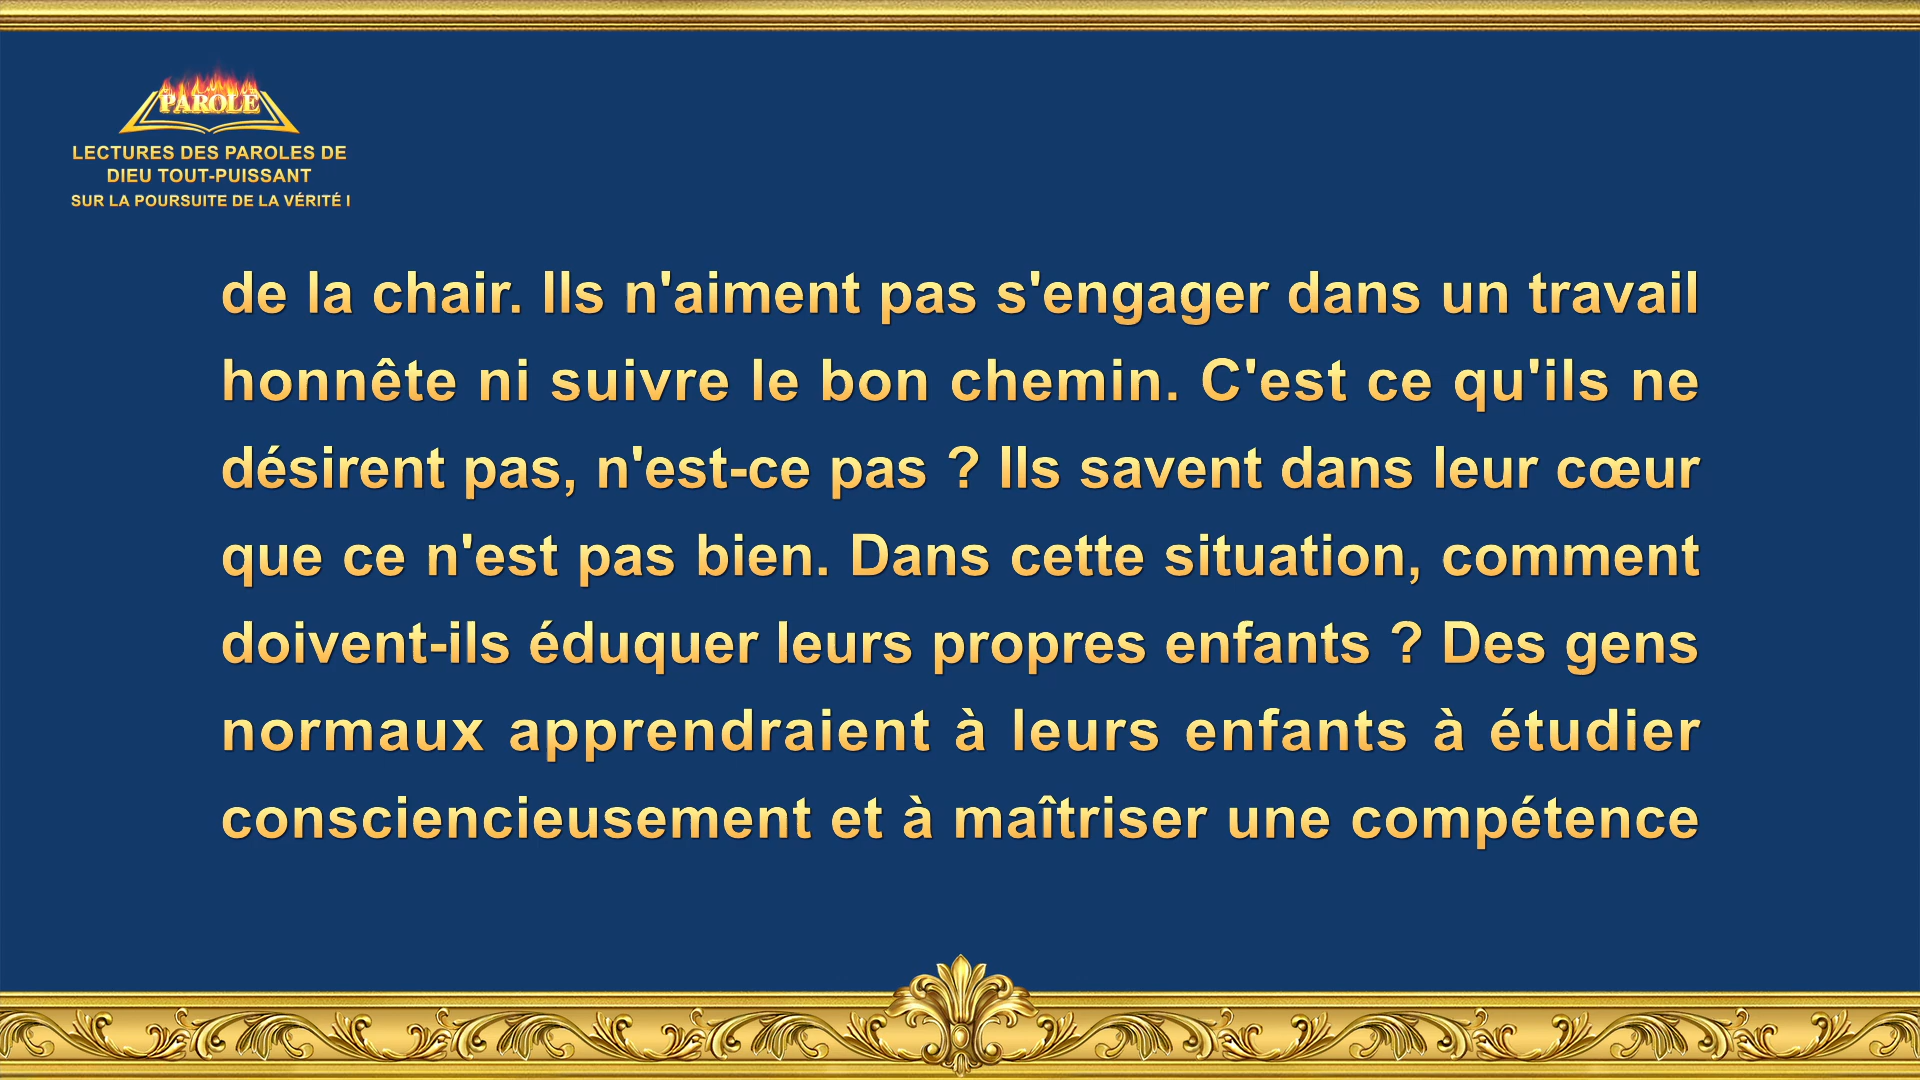 PAROLE
LECTURES DES PAROLES DE
DIEU TOUT-PUISSANT
SUR LA POURSUITE DE LA VÉRITÉ I
de la chair. Ils n'aiment pas s'engager dans un travail
honnête ni suivre le bon chemin. C'est ce qu'ils ne
désirent pas, n'est-ce pas ? Ils savent dans leur cœur
que ce n'est pas bien. Dans cette situation, comment
doivent-ils éduquer leurs propres enfants ? Des gens
normaux apprendraient à leurs enfants à étudier
consciencieusement et à maîtriser une compétence